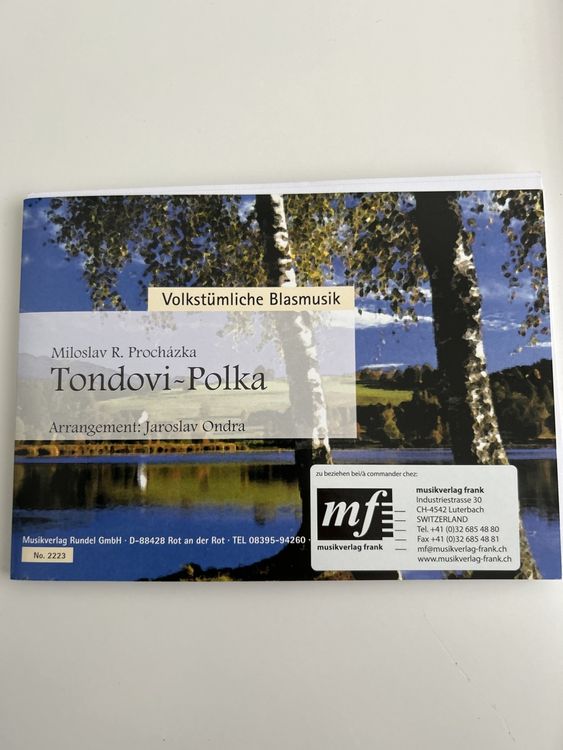 Volkstümliche Blasmusik
Miloslav R. Procházka
Tondovi-Polka
Arrangement: Jaroslav Ondra
Musikverlag Rundel GmbH · D-88428 Rot an der Rot · TEL 08395-94260 ·
No. 2223
zu beziehen bei/à commander chez:
mf
musikverlag frank
musikverlag frank
Industriestrasse 30
CH-4542 Luterbach
SWITZERLAND
Tel. +41 (0)32 685 48 80
Fax +41 (0)32 685 48 81
mf@musikverlag-frank.ch
www.musikverlag-frank.ch